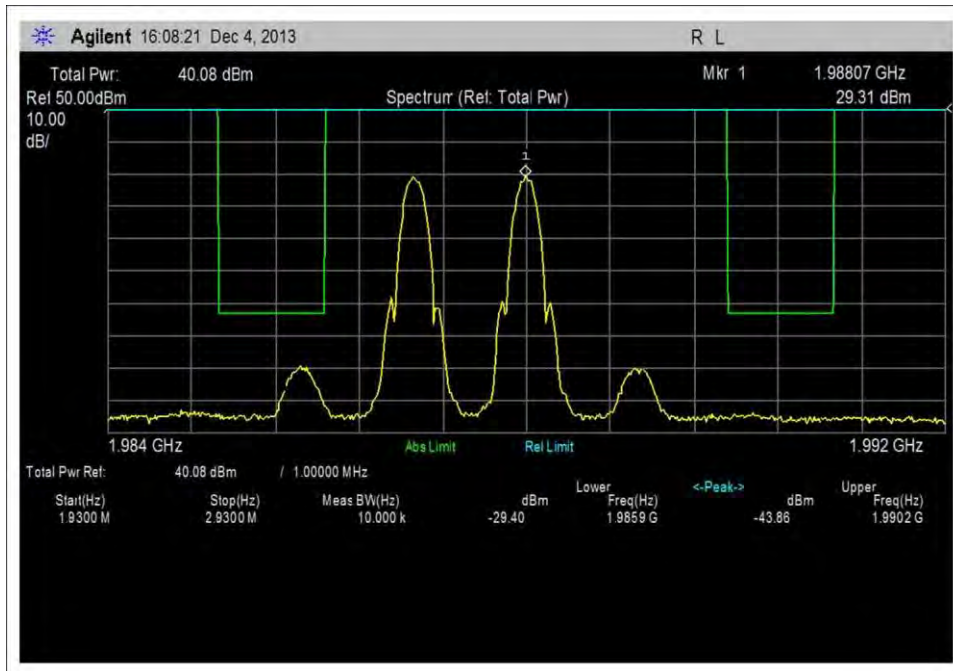 Agilent 16:08:21 Dec 4, 2013 R L
Total Pwr: 40.08 dBm Mkr 1 1.98807 GHz
Ref 50.00dBm Spectrum (Ref: Total Pwr) 29.31 dBm
10.00
dB/
1
1.984 GHz Abs Limit Rel Limit 1.992 GHz
Total Pwr Ref: 40.08 dBm / 1.00000 MHz
Lower <-Peak-> Upper
Start(Hz) Stop(Hz) Meas BW(Hz) dBm Freq(Hz) dBm Freq(Hz)
1.9300 M 2.9300 M 10.000 k -29.40 1.9859 G -43.86 1.9902 G